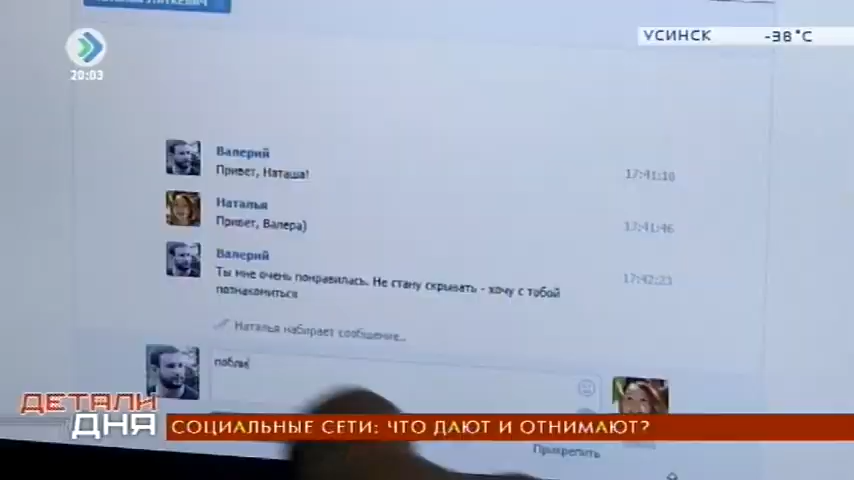 УСИНСК -38°C
20:03
Валерий
Привет, Наташа! 17:41:18
Наталья
Привет, Валера) 17:41:46
Валерий
Ты мне очень понравилась. Не стану скрывать - хочу с тобой 17:42:23
познакомиться
Наталья набирает сообщение..
побли
ДЕТАЛИ
ДНЯ
СОЦИАЛЬНЫЕ СЕТИ: ЧТО ДАЮТ И ОТНИМАЮТ?
Прикрепить